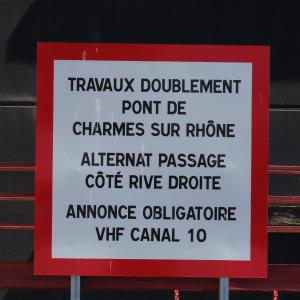 TRAVAUX DOUBLEMENT
PONT DE
CHARMES SUR RHÔNE
ALTERNAT PASSAGE
CÔTÉ RIVE DROITE
ANNONCE OBLIGATOIRE
VHF CANAL 10